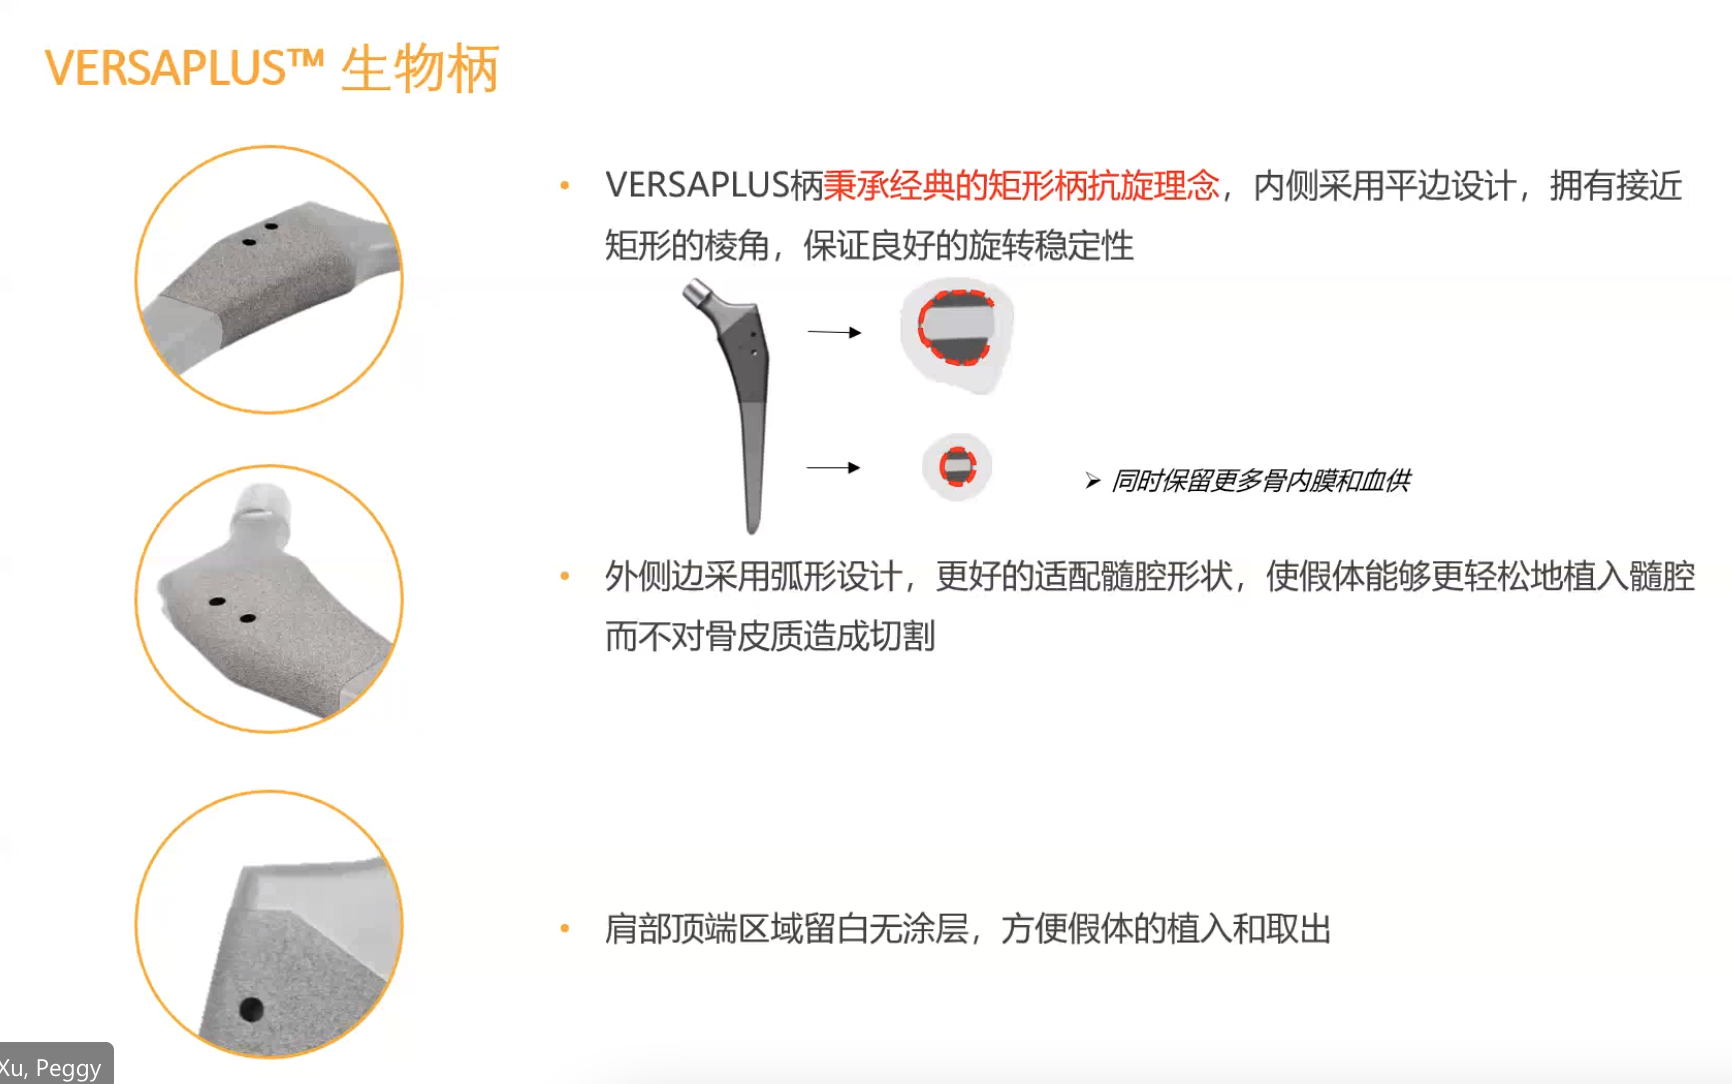 VERSAPLUS™ 生物柄
• VERSAPLUS柄秉承经典的矩形柄抗旋理念，内侧采用平边设计，拥有接近
矩形的棱角，保证良好的旋转稳定性
➢ 同时保留更多骨内膜和血供
• 外侧边采用弧形设计，更好的适配髓腔形状，使假体能够更轻松地植入髓腔
而不对骨皮质造成切割
• 肩部顶端区域留白无涂层，方便假体的植入和取出
Xu, Peggy